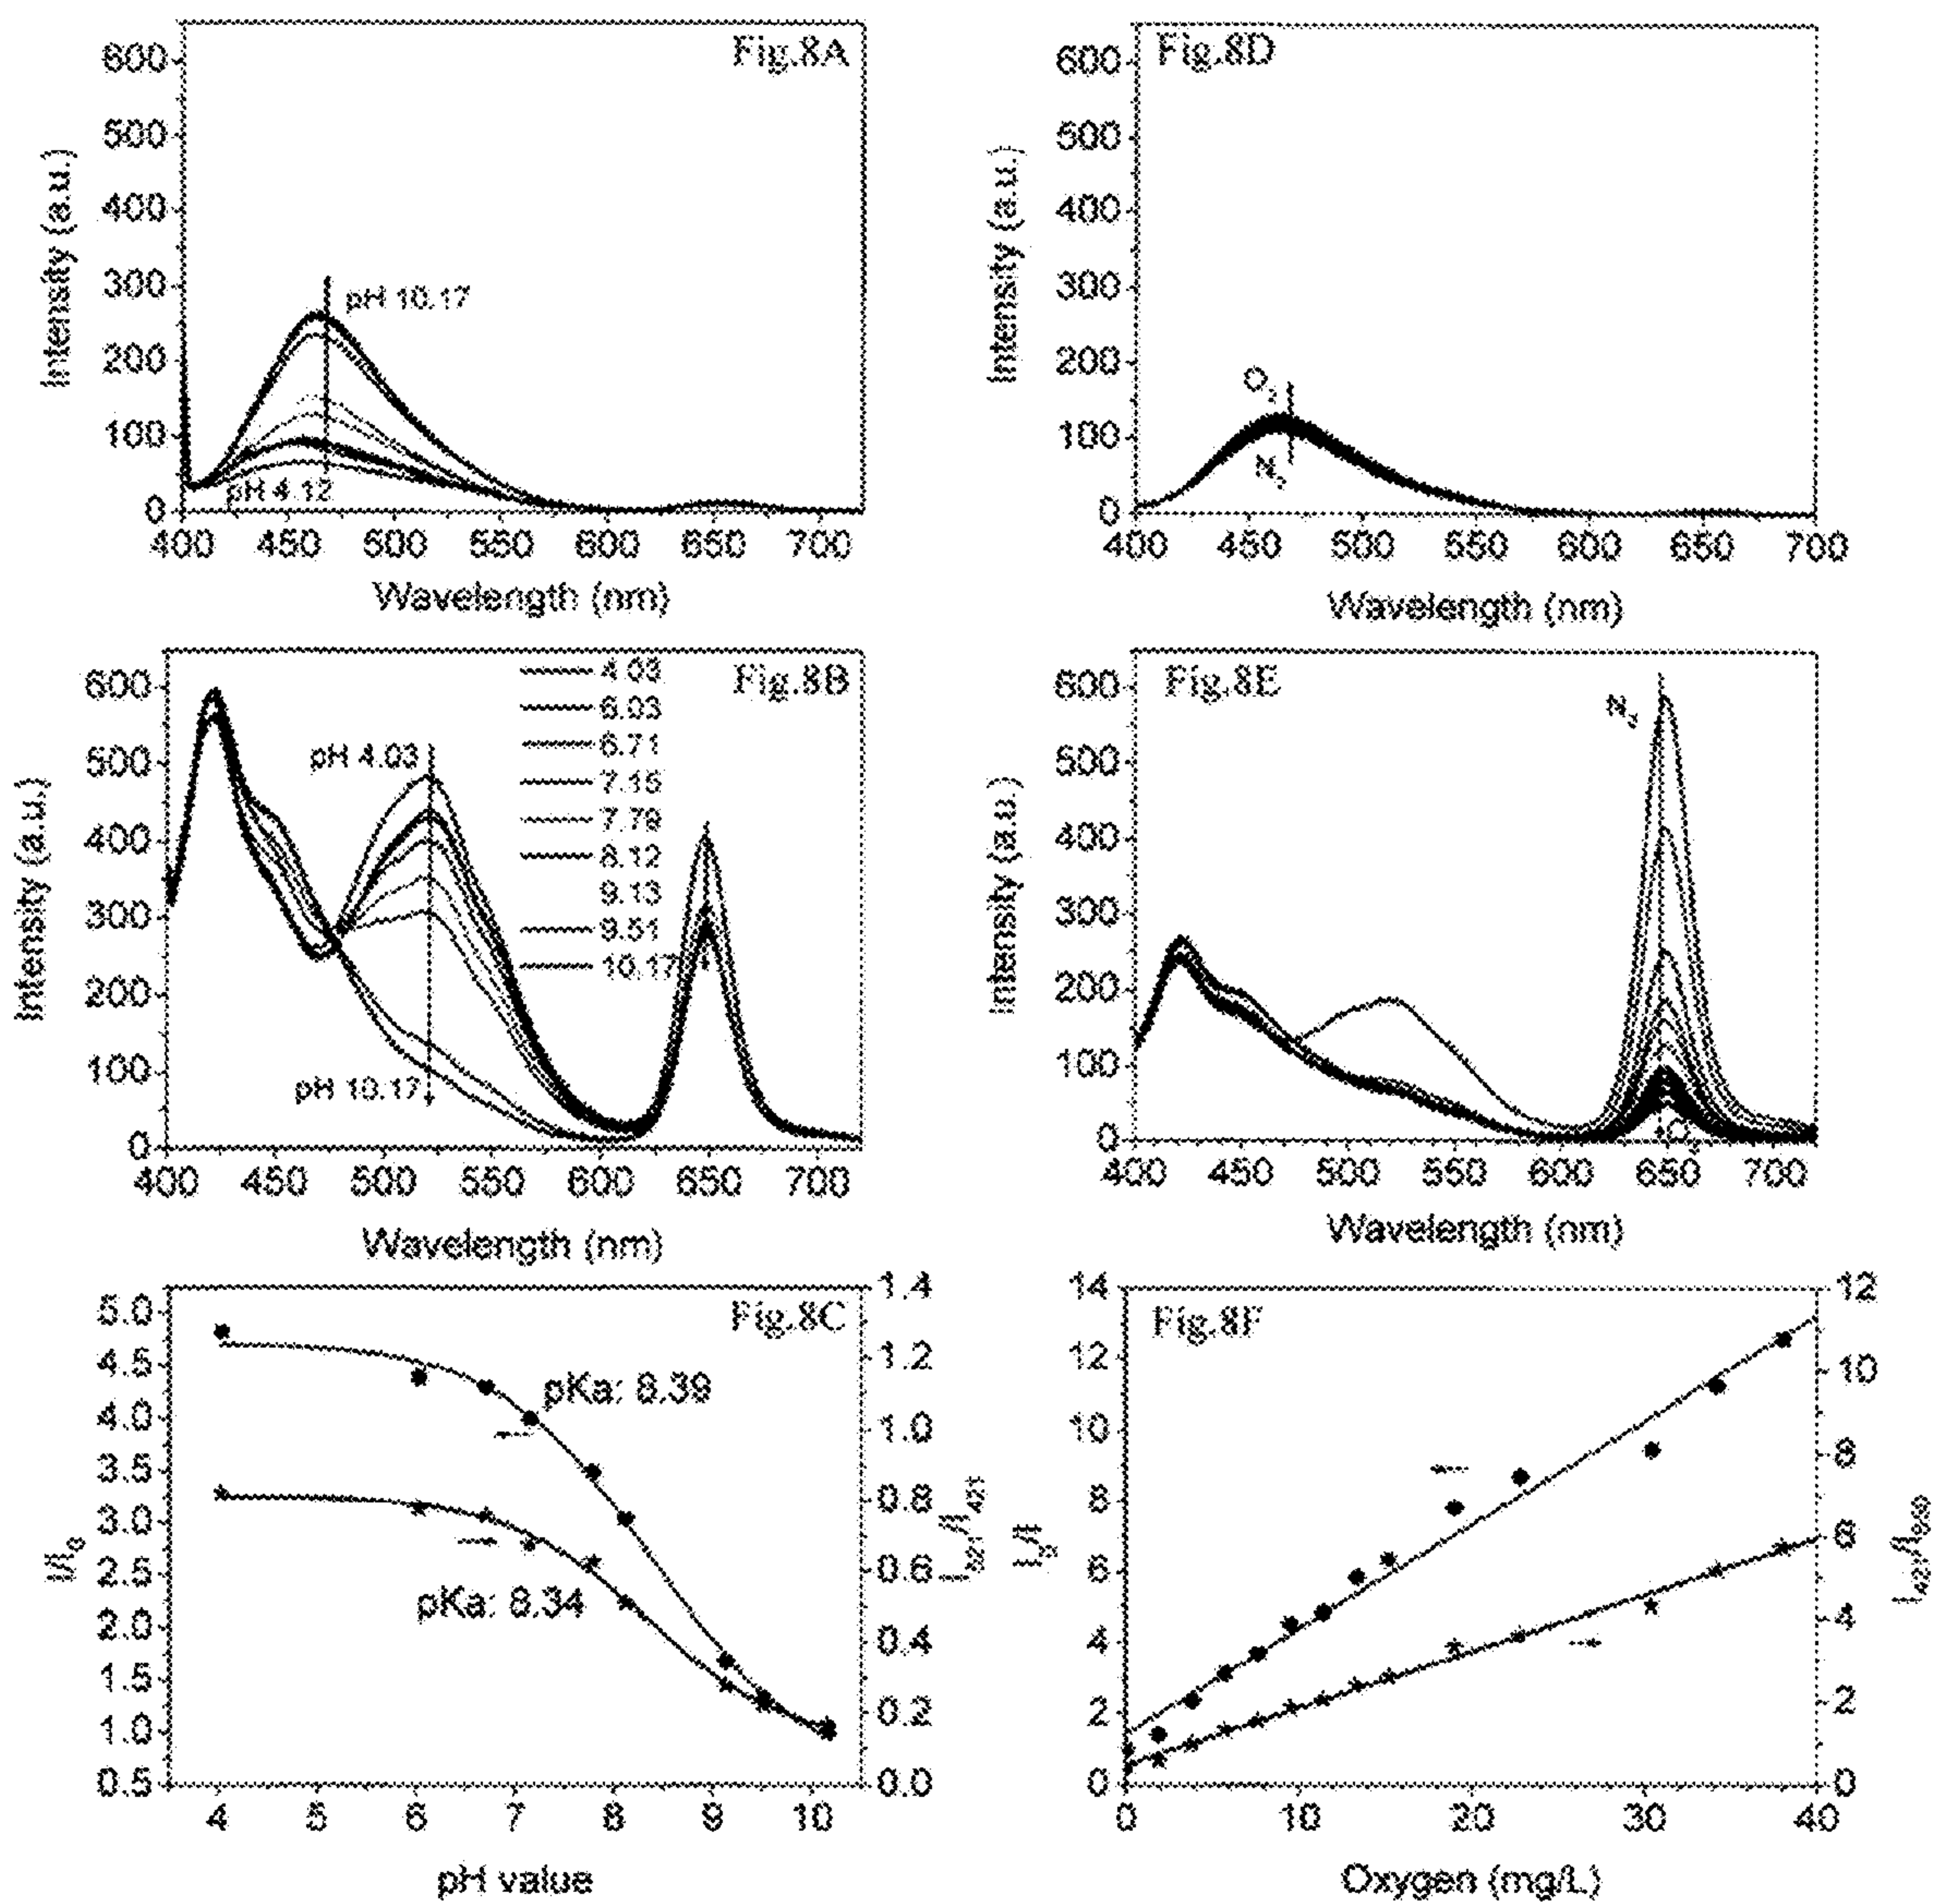 Fig.8A
600
500
400
300
200
100
0
pH 10.17
pH 4.12
400 450 500 550 600 650 700
Intensity (a.u.)
Wavelength (nm)
Fig.8D
600
500
400
300
200
100
0
O2
N2
400 450 500 550 600 650 700
Intensity (a.u.)
Wavelength (nm)
Fig.8B
600
500
400
300
200
100
0
pH 4.03
pH 10.17
4.03
6.03
6.71
7.15
7.79
8.12
9.13
9.51
10.17
400 450 500 550 600 650 700
Intensity (a.u.)
Wavelength (nm)
Fig.8E
600
500
400
300
200
100
0
N2
400 450 500 550 600 650 700
Intensity (a.u.)
Wavelength (nm)
Fig.8C
5.0
4.5
4.0
3.5
3.0
2.5
2.0
1.5
1.0
0.5
1.4
1.2
1.0
0.8
0.6
0.4
0.2
0.0
pKa: 8.39
pKa: 8.34
I/I0
I521/I423
4 5 6 7 8 9 10
pH value
Fig.8F
14
12
10
8
6
4
2
0
12
10
8
6
4
2
0
I0/I
0 10 20 30 40
Oxygen (mg/L)